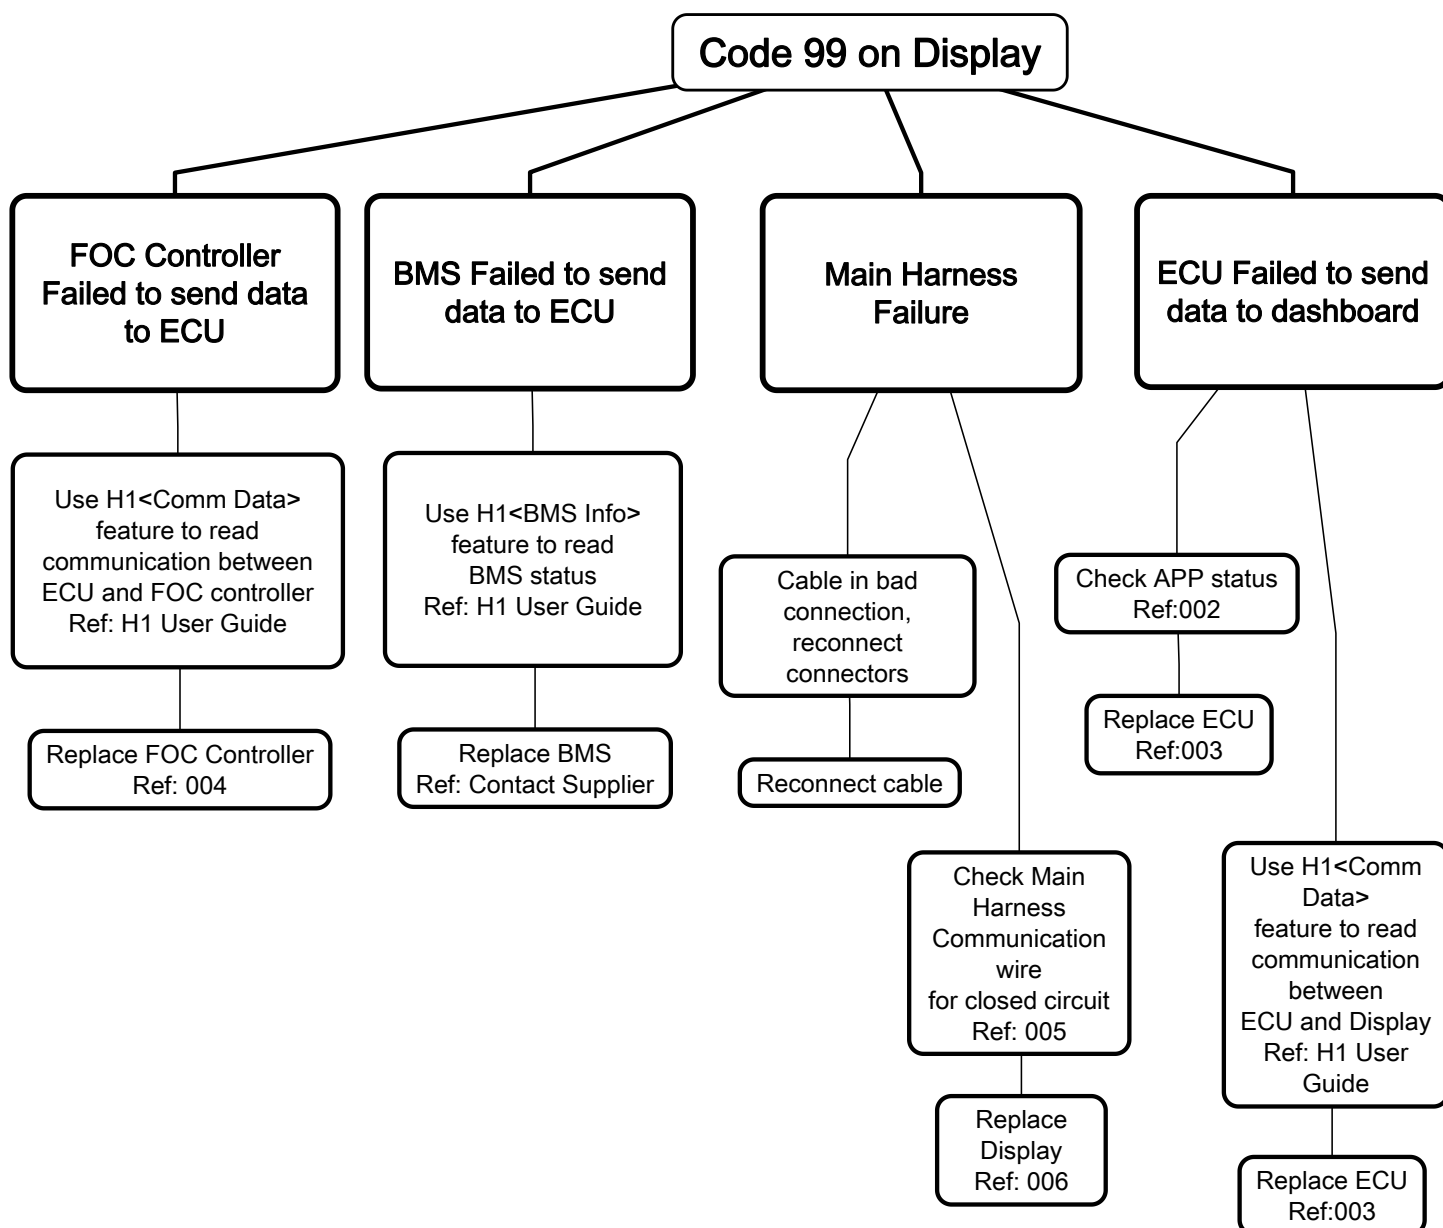 Code 99 on Display
FOC Controller
Failed to send data
to ECU
BMS Failed to send
data to ECU
Main Harness
Failure
ECU Failed to send
data to dashboard
Use H1<Comm Data>
feature to read
communication between
ECU and FOC controller
Ref: H1 User Guide
Use H1<BMS Info>
feature to read
BMS status
Ref: H1 User Guide
Cable in bad
connection,
reconnect
connectors
Check APP status
Ref:002
Replace FOC Controller
Ref: 004
Replace BMS
Ref: Contact Supplier
Reconnect cable
Replace ECU
Ref:003
Check Main
Harness
Communication
wire
for closed circuit
Ref: 005
Use H1<Comm
Data>
feature to read
communication
between
ECU and Display
Ref: H1 User
Guide
Replace
Display
Ref: 006
Replace ECU
Ref:003